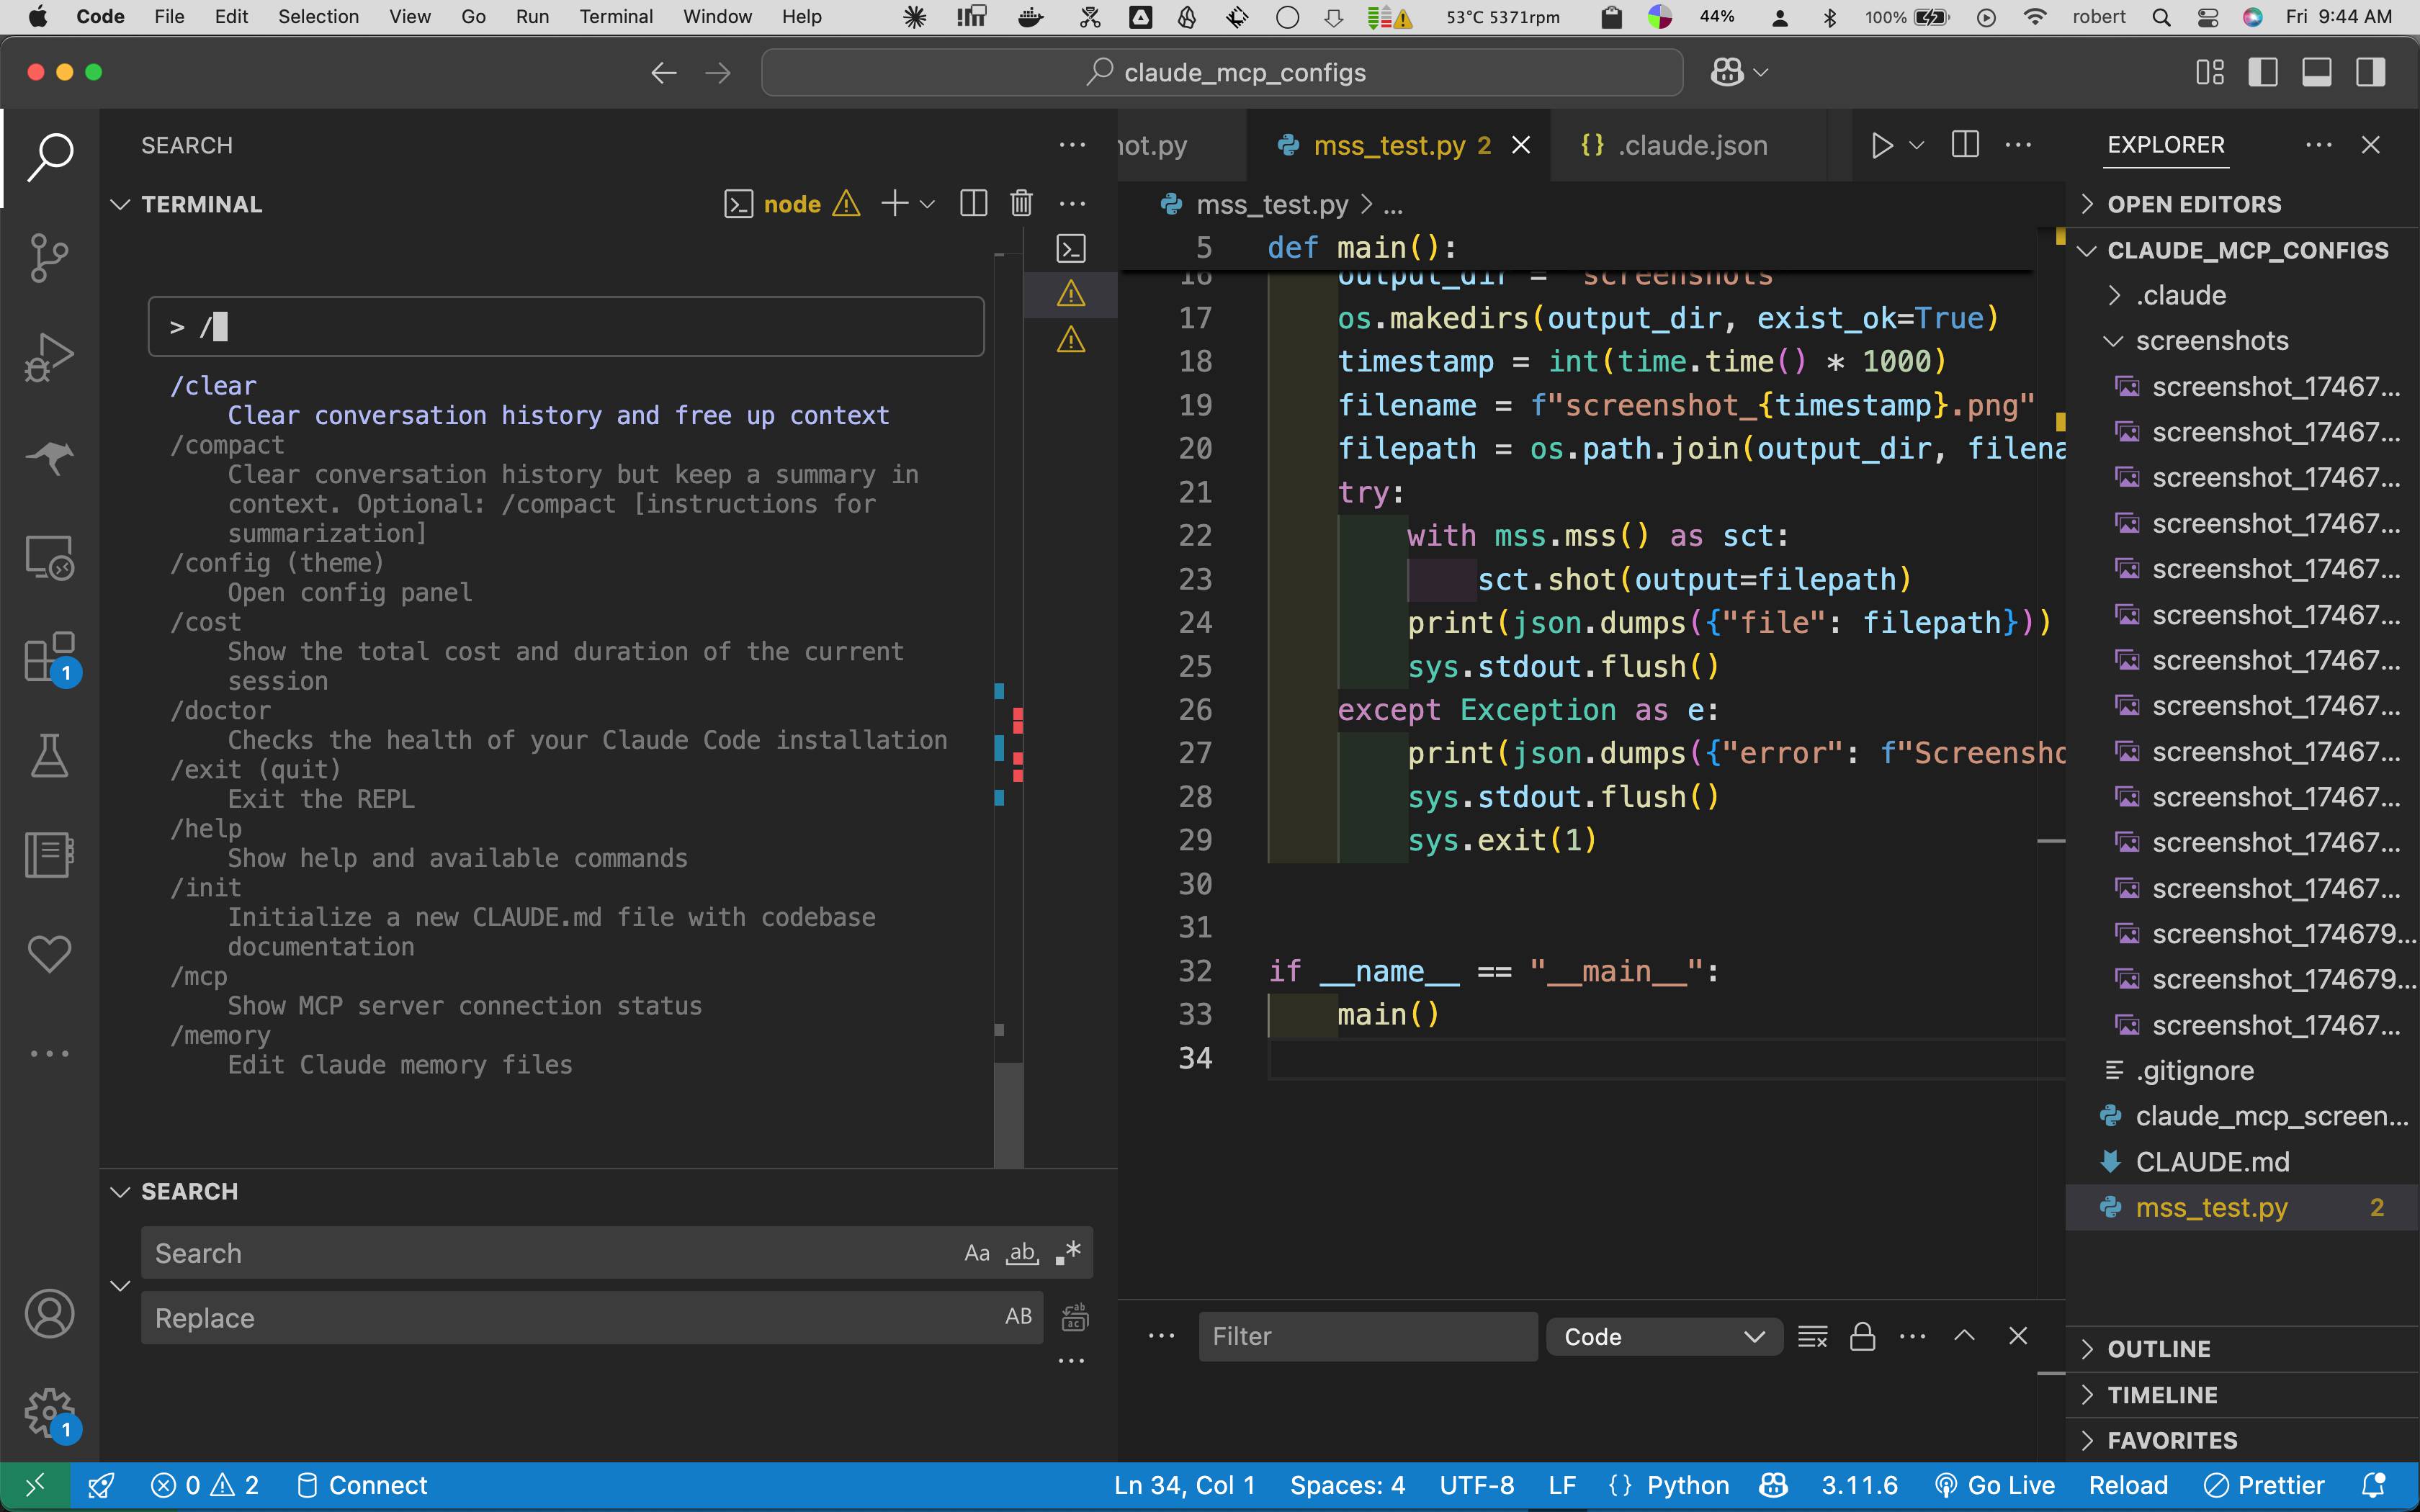 Code File Edit Selection View Go Run Terminal Window Help 53°C 5371rpm 44% 100% robert Fri 9:44 AM
claude_mcp_configs
SEARCH
TERMINAL
node
> /
/clear
Clear conversation history and free up context
/compact
Clear conversation history but keep a summary in
context. Optional: /compact [instructions for
summarization]
/config (theme)
Open config panel
/cost
Show the total cost and duration of the current
session
/doctor
Checks the health of your Claude Code installation
/exit (quit)
Exit the REPL
/help
Show help and available commands
/init
Initialize a new CLAUDE.md file with codebase
documentation
/mcp
Show MCP server connection status
/memory
Edit Claude memory files
SEARCH
Search Aa ab .*
Replace AB
hot.py mss_test.py 2 .claude.json
mss_test.py > ...
5 def main():
16 output_dir = "screenshots"
17 os.makedirs(output_dir, exist_ok=True)
18 timestamp = int(time.time() * 1000)
19 filename = f"screenshot_{timestamp}.png"
20 filepath = os.path.join(output_dir, filena
21 try:
22 with mss.mss() as sct:
23 sct.shot(output=filepath)
24 print(json.dumps({"file": filepath}))
25 sys.stdout.flush()
26 except Exception as e:
27 print(json.dumps({"error": f"Screensho
28 sys.stdout.flush()
29 sys.exit(1)
30
31
32 if __name__ == "__main__":
33 main()
34
Filter Code
EXPLORER
OPEN EDITORS
CLAUDE_MCP_CONFIGS
.claude
screenshots
screenshot_17467...
screenshot_17467...
screenshot_17467...
screenshot_17467...
screenshot_17467...
screenshot_17467...
screenshot_17467...
screenshot_17467...
screenshot_17467...
screenshot_17467...
screenshot_17467...
screenshot_17467...
screenshot_174679...
screenshot_174679...
screenshot_17467...
.gitignore
claude_mcp_screen...
CLAUDE.md
mss_test.py 2
OUTLINE
TIMELINE
FAVORITES
1
1
0 2 Connect Ln 34, Col 1 Spaces: 4 UTF-8 LF {} Python 3.11.6 Go Live Reload Prettier